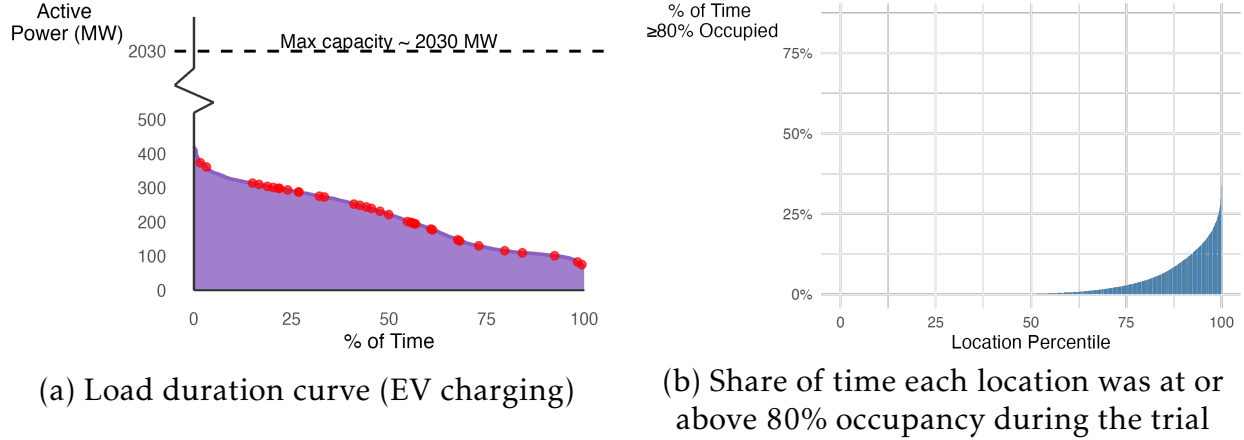 Active
Power (MW)
2030
Max capacity ~ 2030 MW
500
400
300
200
100
0
0 25 50 75 100
% of Time
(a) Load duration curve (EV charging)
% of Time
≥80% Occupied
75%
50%
25%
0%
0 25 50 75 100
Location Percentile
(b) Share of time each location was at or
above 80% occupancy during the trial